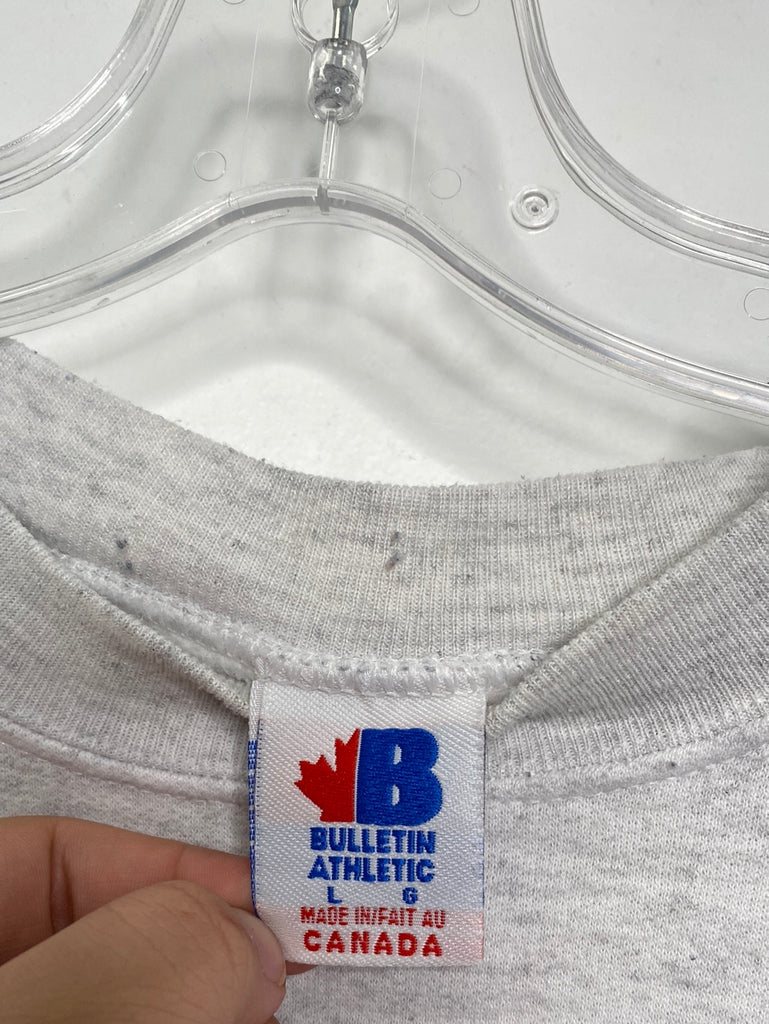 B
BULLETIN
ATHLETIC
L G
MADE IN/FAIT AU
CANADA